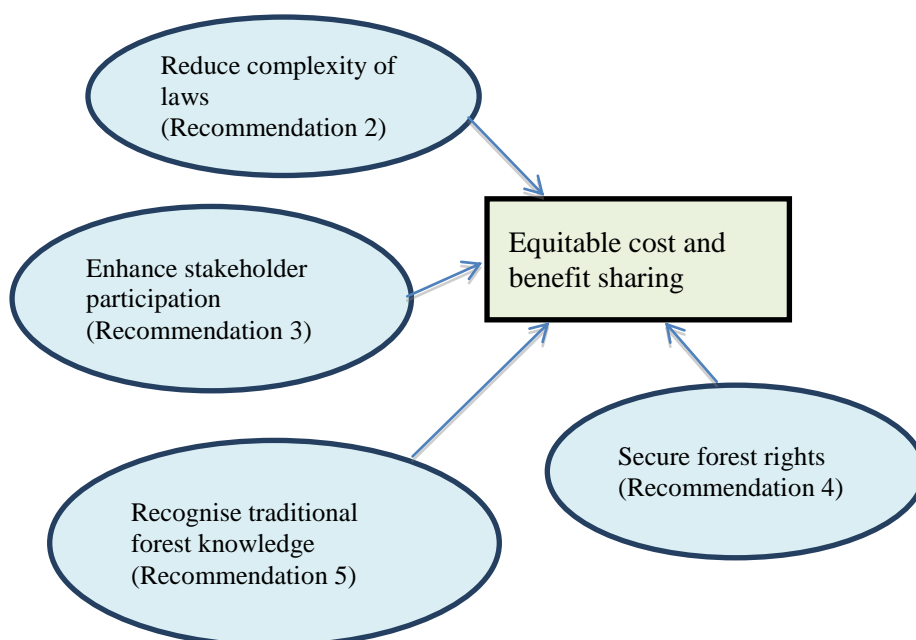 Reduce complexity of
laws
(Recommendation 2)
Equitable cost and
benefit sharing
Enhance stakeholder
participation
(Recommendation 3)
Secure forest rights
(Recommendation 4)
Recognise traditional
forest knowledge
(Recommendation 5)